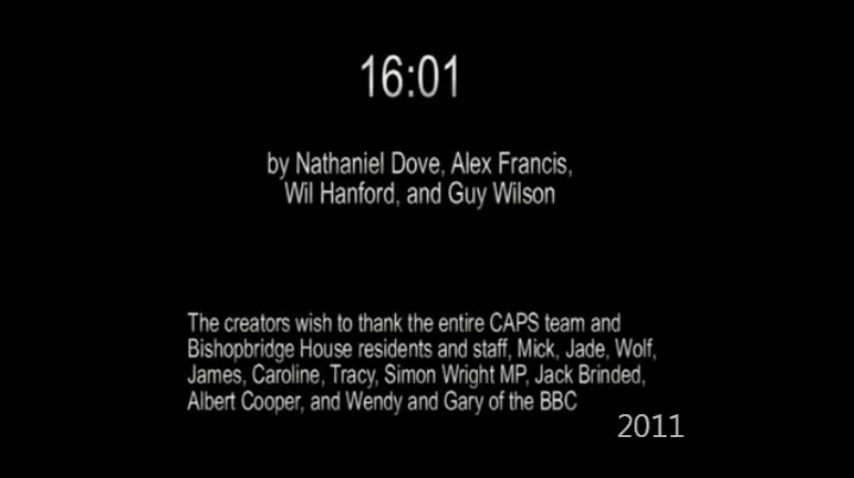 16:01
by Nathaniel Dove, Alex Francis,
Wil Hanford, and Guy Wilson
The creators wish to thank the entire CAPS team and
Bishopbridge House residents and staff, Mick, Jade, Wolf,
James, Caroline, Tracy, Simon Wright MP, Jack Brinded,
Albert Cooper, and Wendy and Gary of the BBC
2011